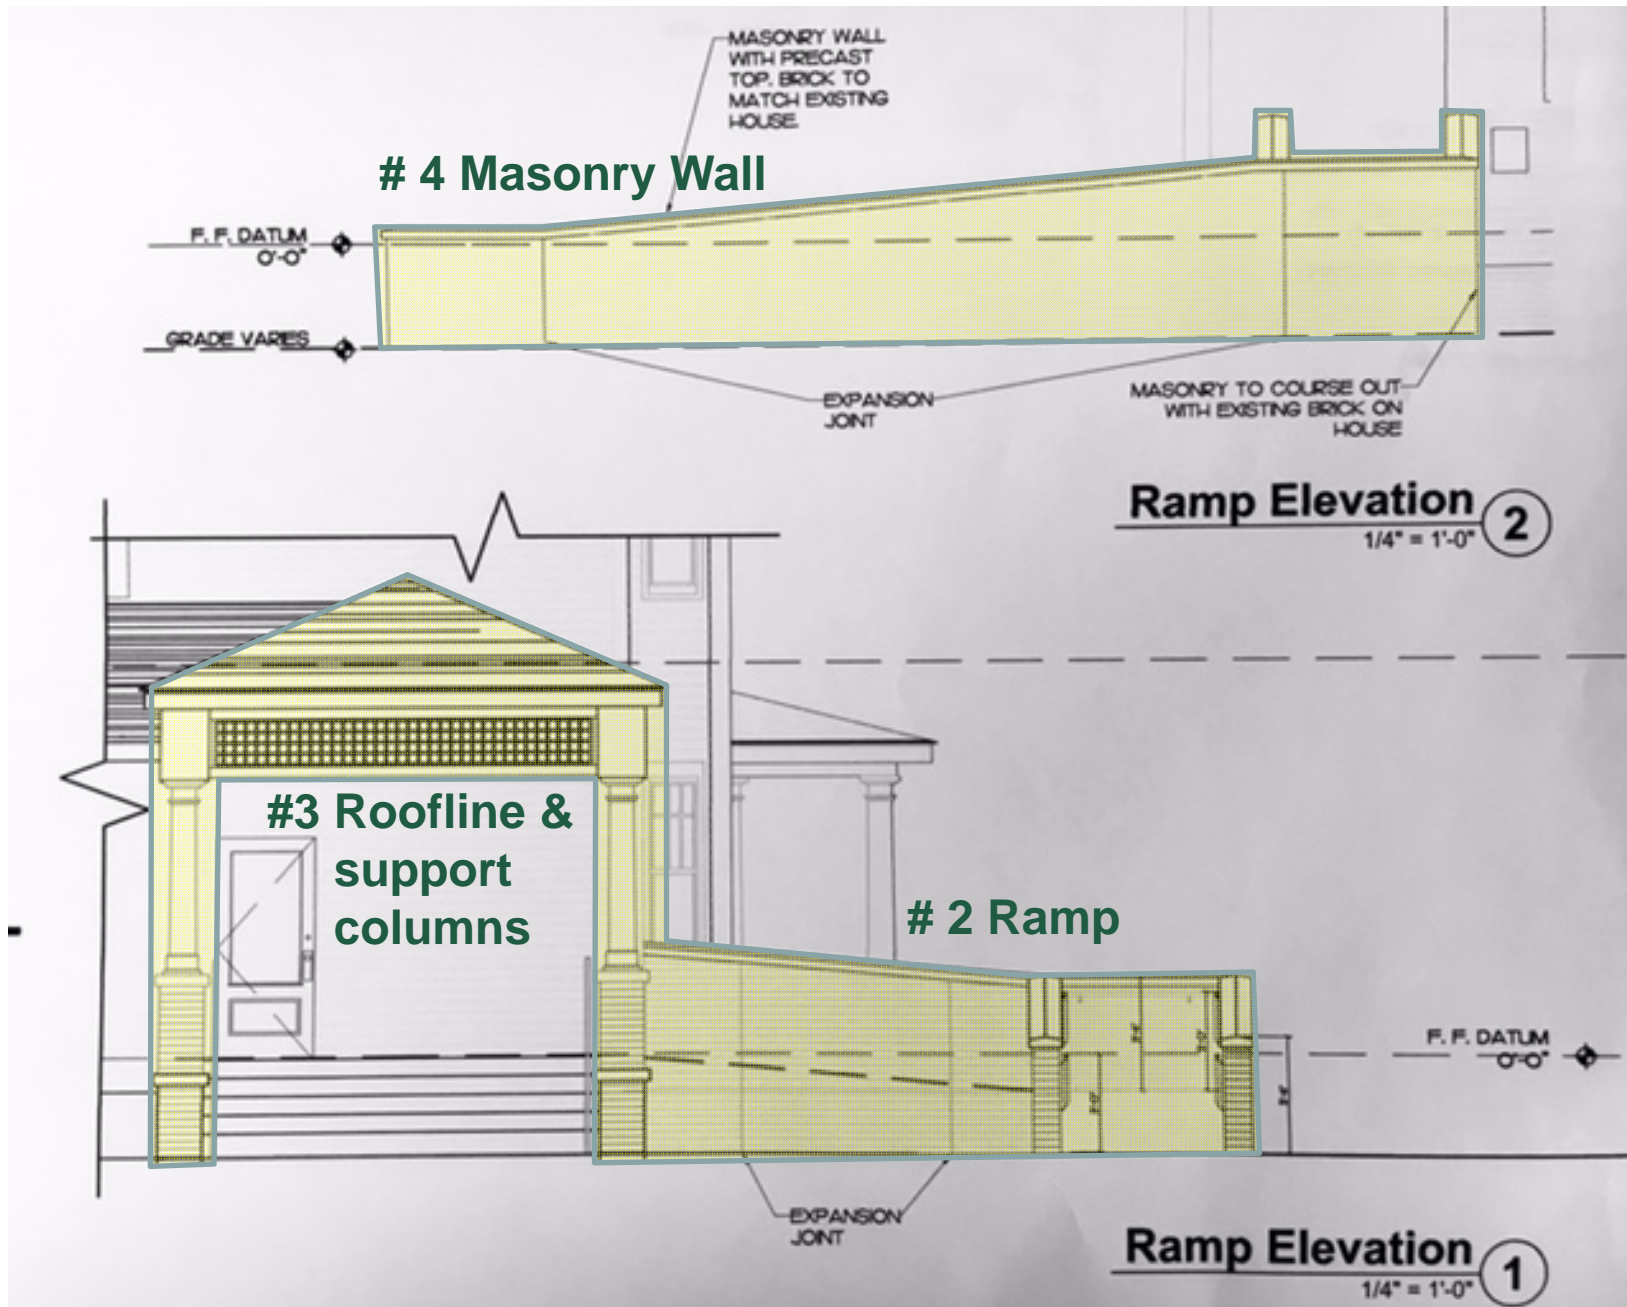 MASONRY WALL
WITH PRECAST
TOP. BRICK TO
MATCH EXISTING
HOUSE.
# 4 Masonry Wall
F. F. DATUM
0'-0"
GRADE VARIES
EXPANSION
JOINT
MASONRY TO COURSE OUT
WITH EXISTING BRICK ON
HOUSE
Ramp Elevation 2
1/4" = 1'-0"
#3 Roofline &
support
columns
# 2 Ramp
F. F. DATUM
0'-0"
EXPANSION
JOINT
Ramp Elevation 1
1/4" = 1'-0"